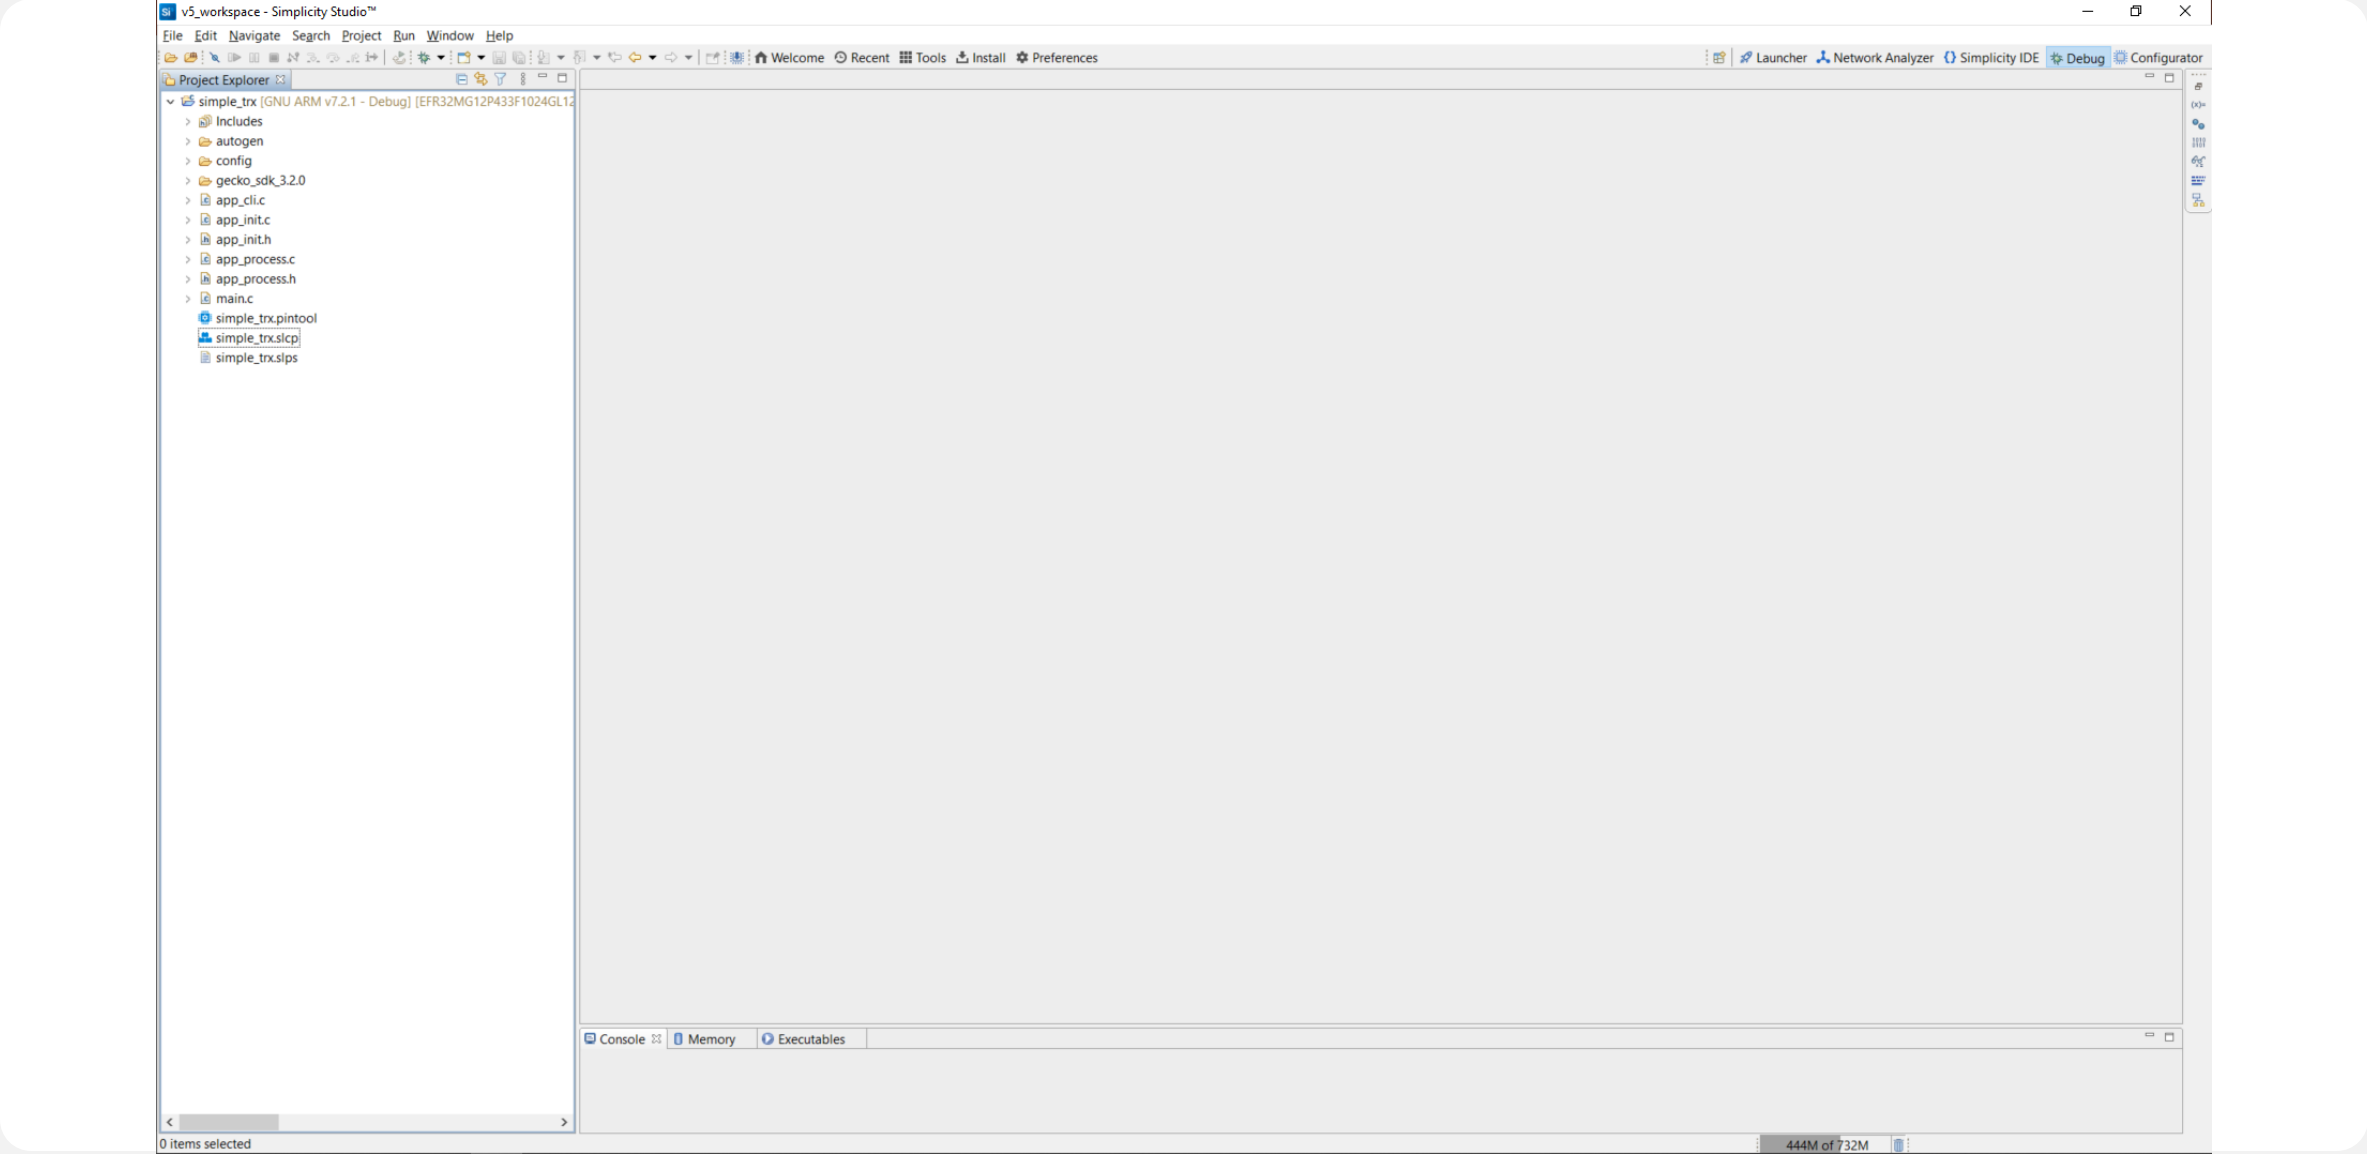 v5_workspace - Simplicity Studio™
File Edit Navigate Search Project Run Window Help
Welcome Recent Tools Install Preferences Launcher Network Analyzer Simplicity IDE Debug Configurator
Project Explorer
simple_trx [GNU ARM v7.2.1 - Debug] [EFR32MG12P433F1024GL12
Includes
autogen
config
gecko_sdk_3.2.0
app_cli.c
app_init.c
app_init.h
app_process.c
app_process.h
main.c
simple_trx.pintool
simple_trx.slcp
simple_trx.slps
Console Memory Executables
0 items selected
444M of 732M